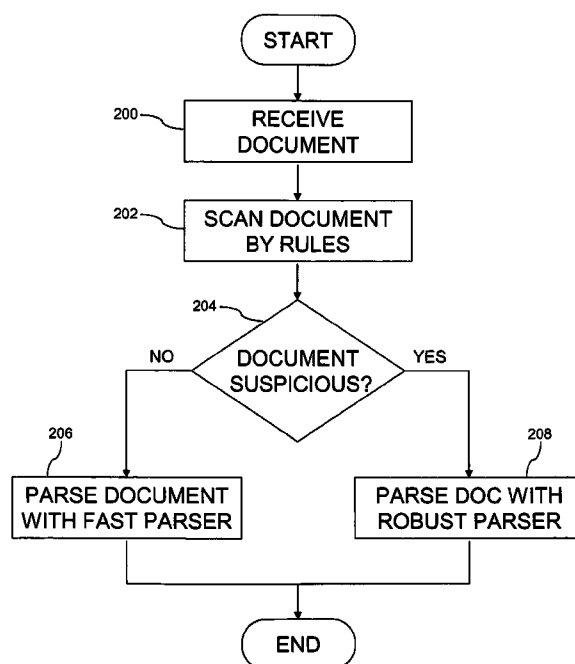 START
200
RECEIVE
DOCUMENT
202
SCAN DOCUMENT
BY RULES
204
NO
DOCUMENT
SUSPICIOUS?
YES
206
PARSE DOCUMENT
WITH FAST PARSER
208
PARSE DOC WITH
ROBUST PARSER
END